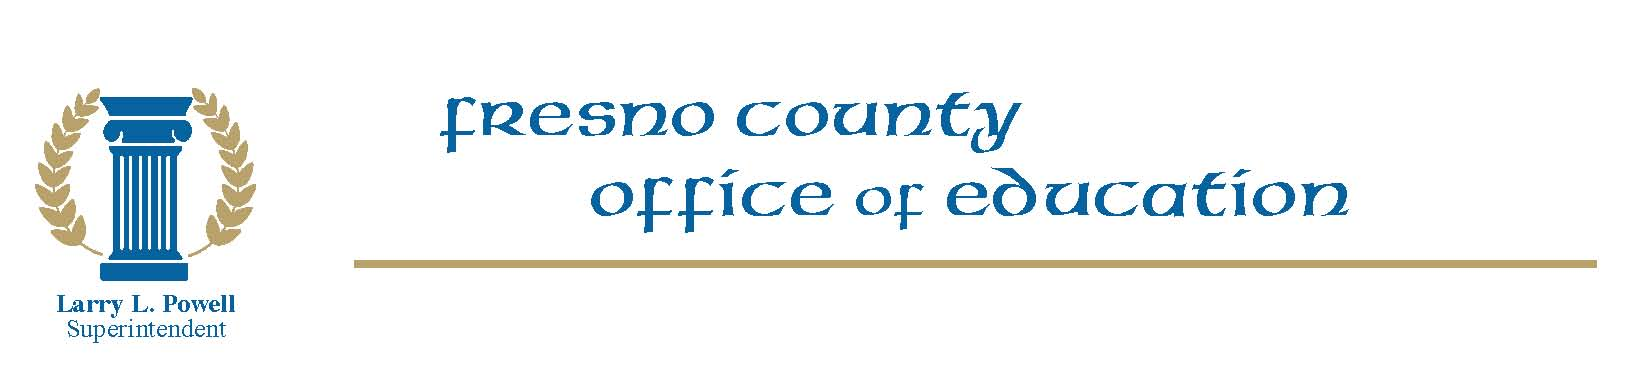 Fresno County
Office of Education
Larry L. Powell
Superintendent